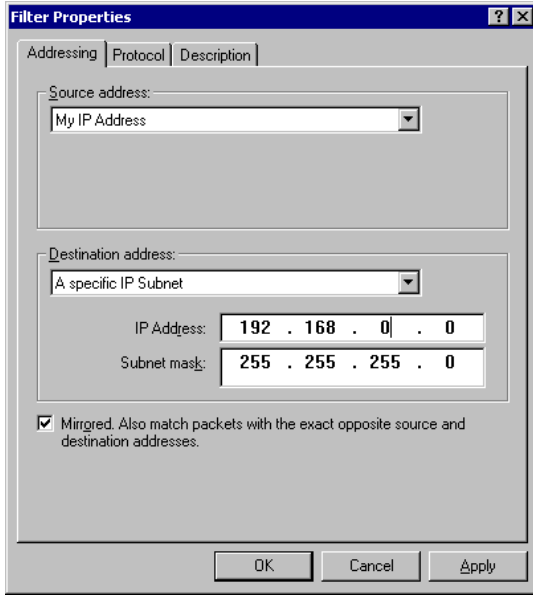 Filter Properties
Addressing Protocol Description
Source address:
My IP Address
Destination address:
A specific IP Subnet
IP Address: 192 . 168 . 0 . 0
Subnet mask: 255 . 255 . 255 . 0
Mirrored. Also match packets with the exact opposite source and
destination addresses.
OK Cancel Apply